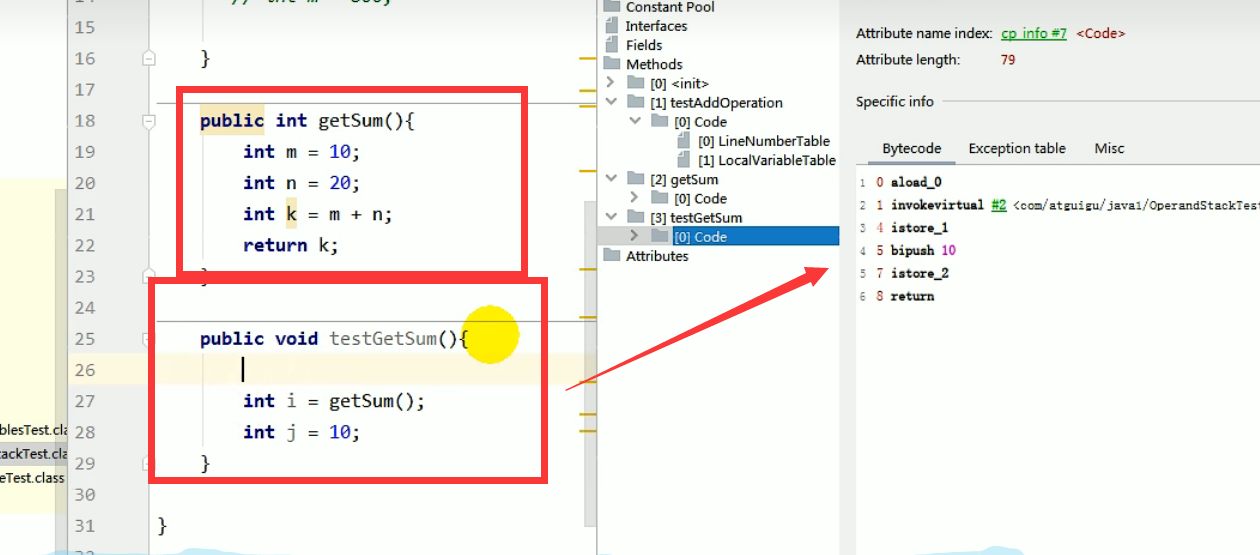 15
16 }
17
18 public int getSum(){
19 int m = 10;
20 int n = 20;
21 int k = m + n;
22 return k;
23
24
25 public void testGetSum(){
26
27 int i = getSum();
28 int j = 10;
29 }
30
31 }
blesTest.cla
tackTest.cla
eTest.class
Constant Pool
Interfaces
Fields
Methods
[0] <init>
[1] testAddOperation
[0] Code
[0] LineNumberTable
[1] LocalVariableTable
[2] getSum
[0] Code
[3] testGetSum
[0] Code
Attributes
Attribute name index: cp info #7 <Code>
Attribute length: 79
Specific info
Bytecode Exception table Misc
1 0 aload_0
2 1 invokevirtual #2 <com/atguigu/java1/OperandStackTest
3 4 istore_1
4 5 bipush 10
5 7 istore_2
6 8 return